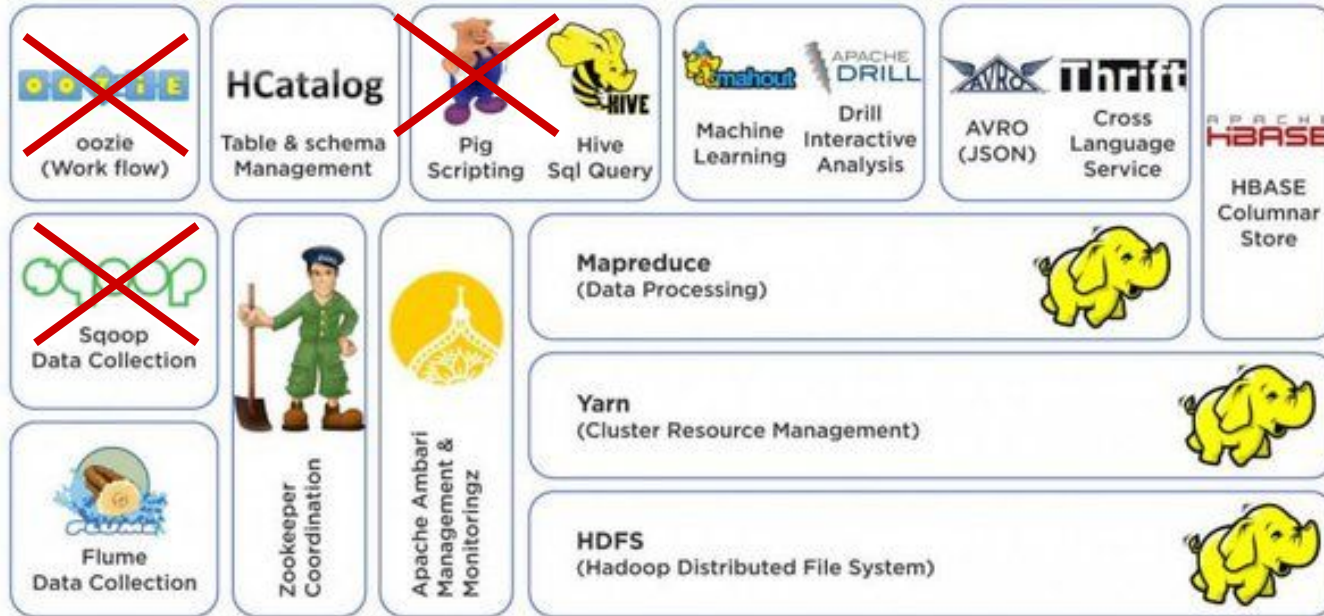 OOZIE
oozie
(Work flow)
HCatalog
Table & schema
Management
Pig
Scripting
HIVE
Hive
Sql Query
mahout
Machine
Learning
APACHE
DRILL
Drill
Interactive
Analysis
AVRO
AVRO
(JSON)
Thrift
Cross
Language
Service
APACHE
HBASE
HBASE
Columnar
Store
sqoop
Sqoop
Data Collection
Zookeeper
Coordination
Apache Ambari
Management &
Monitoringz
Mapreduce
(Data Processing)
Yarn
(Cluster Resource Management)
FLUME
Flume
Data Collection
HDFS
(Hadoop Distributed File System)